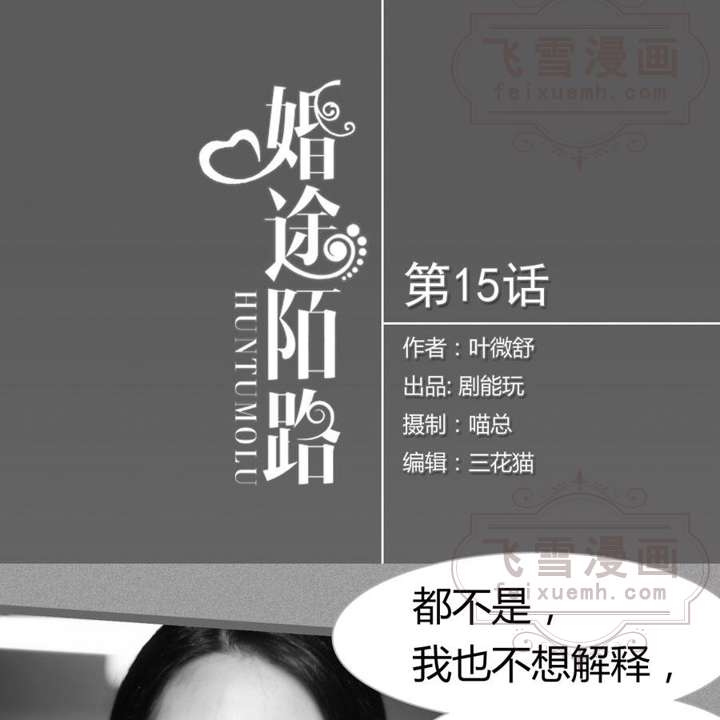 飞雪漫画
feixuemh.com
婚途陌路
HUNTUMOLU
第15话
作者：叶微舒
出品: 剧能玩
摄制：喵总
编辑：三花猫
飞雪漫画
feixuemh.com
都不是，
我也不想解释，